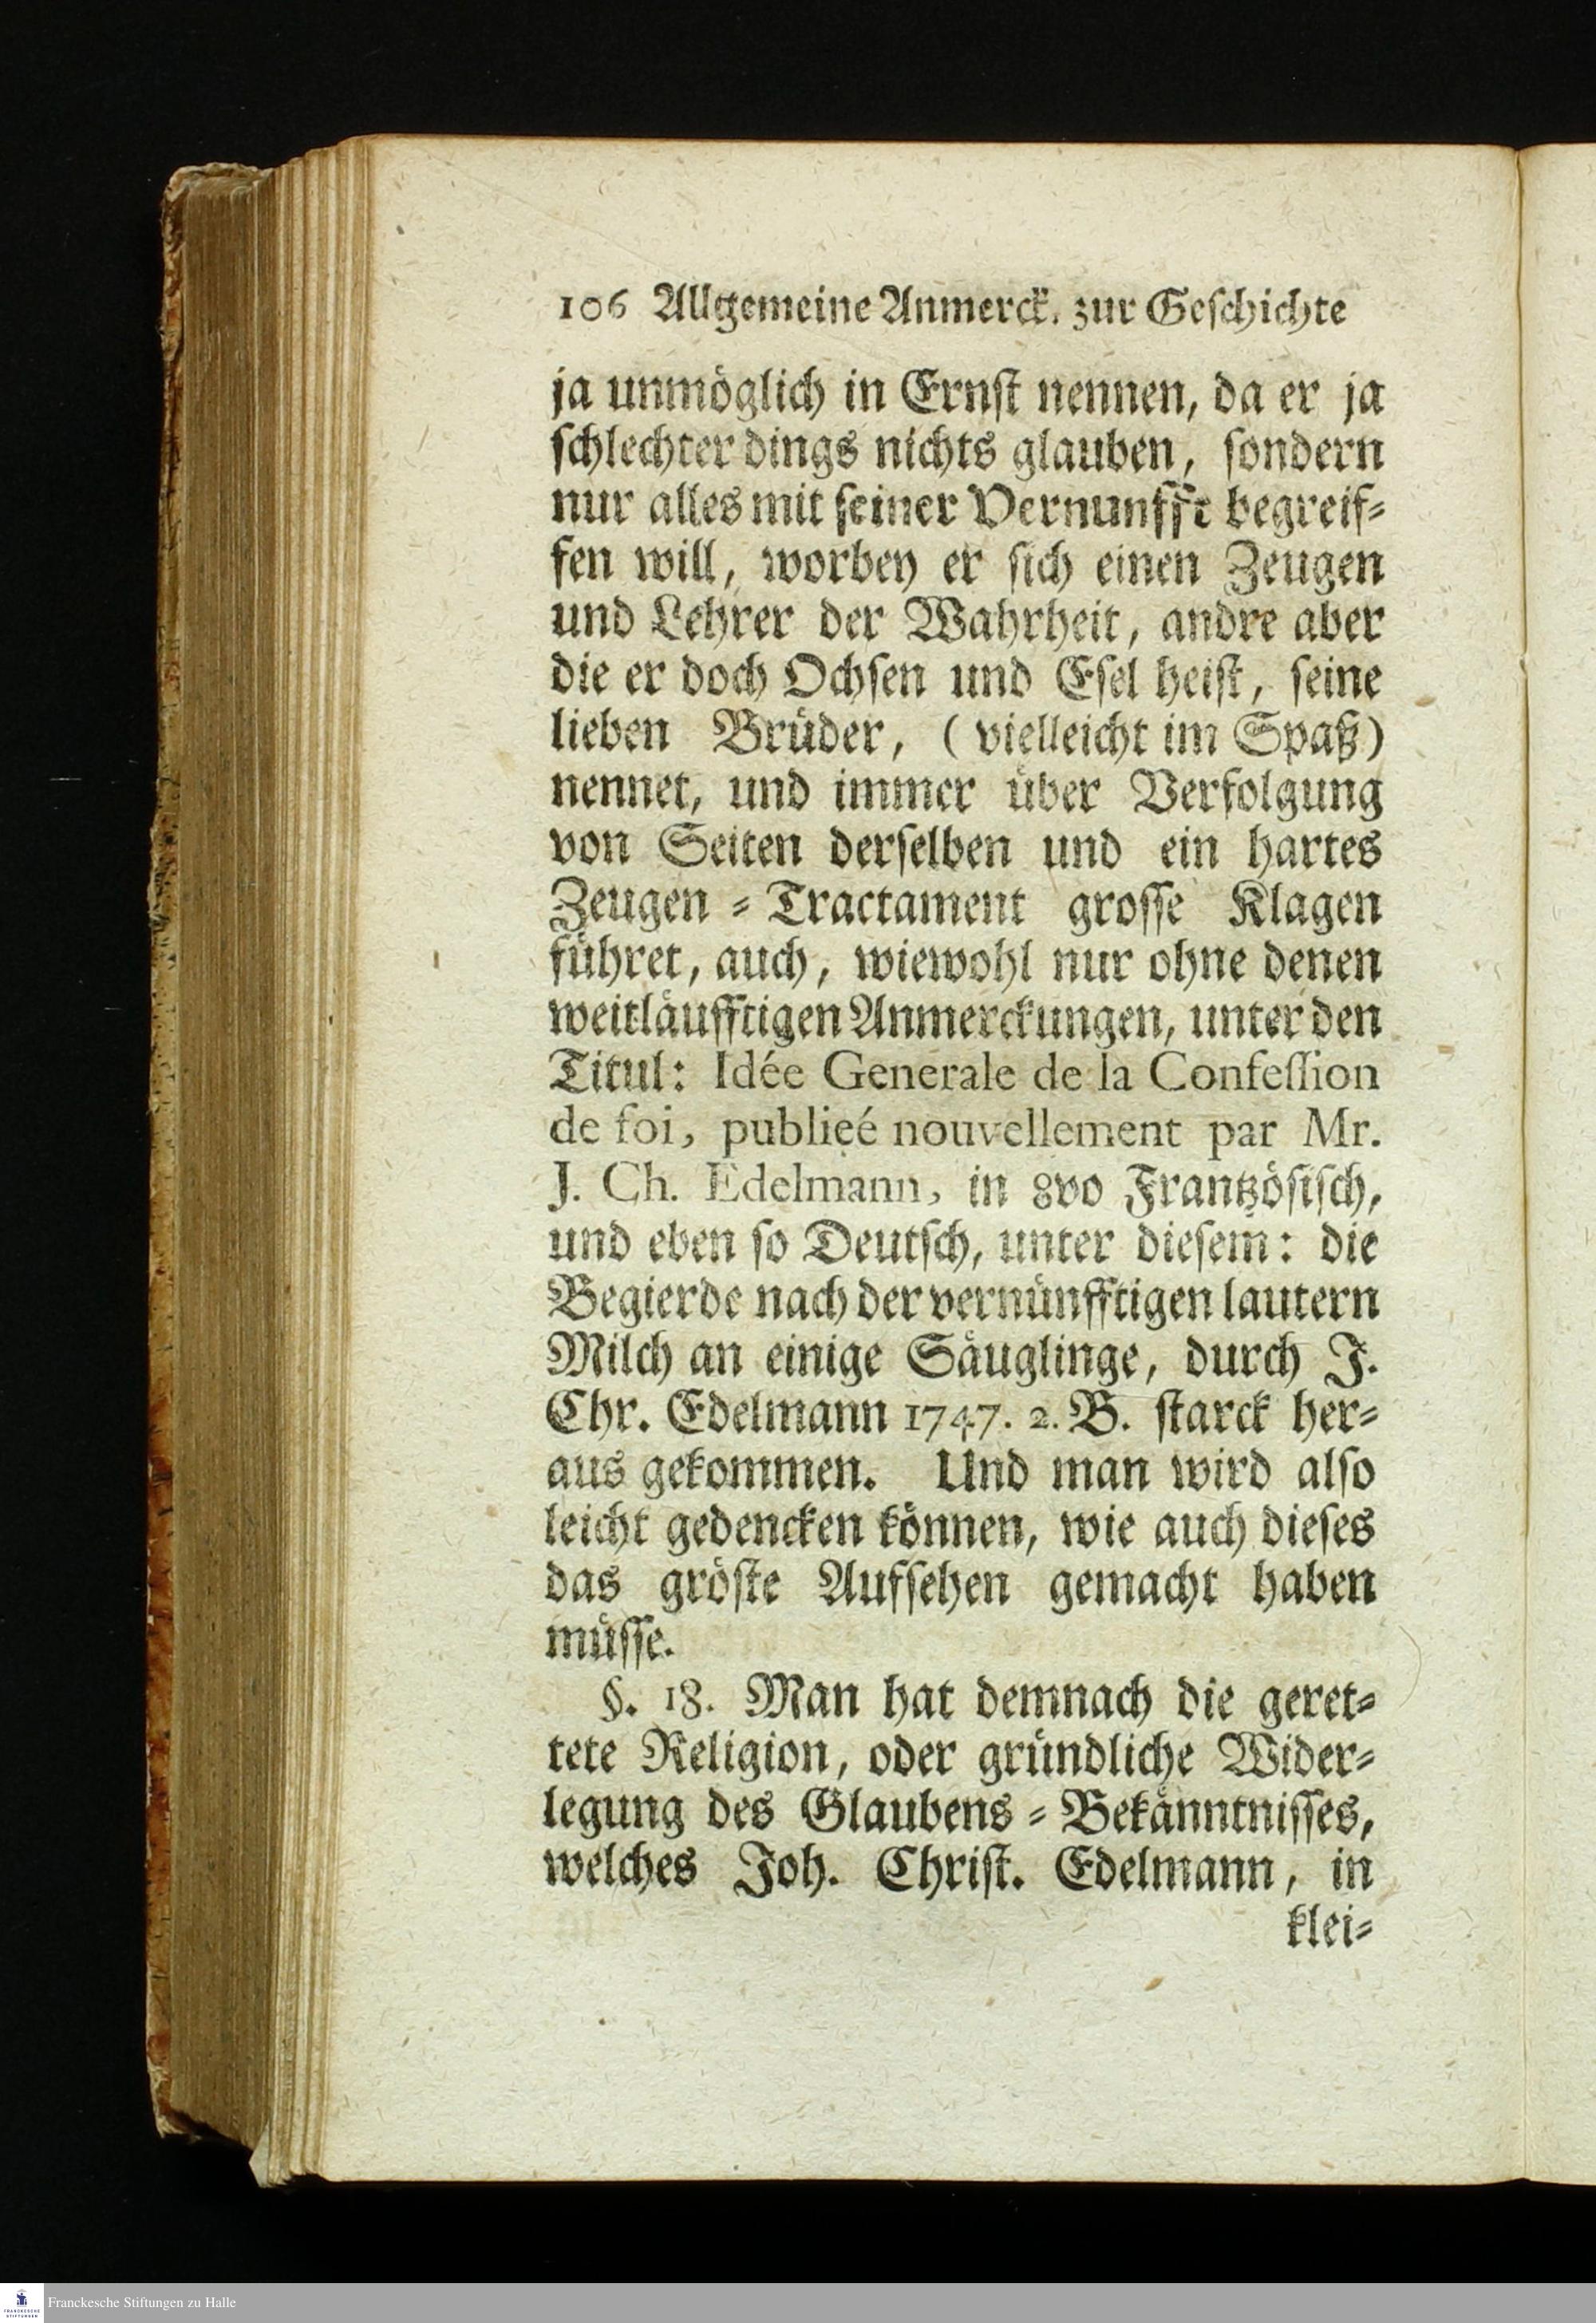 106 Allgemeine Anmerck. zur Geſchichte
ja unmöglich in Ernſt nennen, da er ja
ſchlechter dings nichts glauben, ſondern
nur alles mit ſeiner Vernunfft begreif⸗
fen will, worbey er ſich einen Zeugen
und Lehrer der Wahrheit, andre aber
die er doch Ochſen und Eſel heiſt, ſeine
lieben Brüder, ( vielleicht im Spaß)
nennet, und immer über Verfolgung
von Seiten derſelben und ein hartes
Zeugen ⸗ Tractament groſſe Klagen
führet, auch, wiewohl nur ohne denen
weitläufftigen Anmerckungen, unter den
Titul: Idée Generale de la Confeſſion
de foi, publieé nouvellement par Mr.
J. Ch. Edelmann, in 8vo Frantzöſiſch,
und eben ſo Deutſch, unter dieſem: die
Begierde nach der vernünfftigen lautern
Milch an einige Säuglinge, durch J.
Chr. Edelmann 1747. 2. B. ſtarck her⸗
aus gekommen. Und man wird alſo
leicht gedencken können, wie auch dieſes
das gröſte Aufſehen gemacht haben
müſſe.
§. 18. Man hat demnach die geret⸗
tete Religion, oder gründliche Wider⸗
legung des Glaubens ⸗ Bekänntniſſes,
welches Joh. Chriſt. Edelmann, in
klei⸗
FRANCKESCHE STIFTUNGEN
Franckesche Stiftungen zu Halle